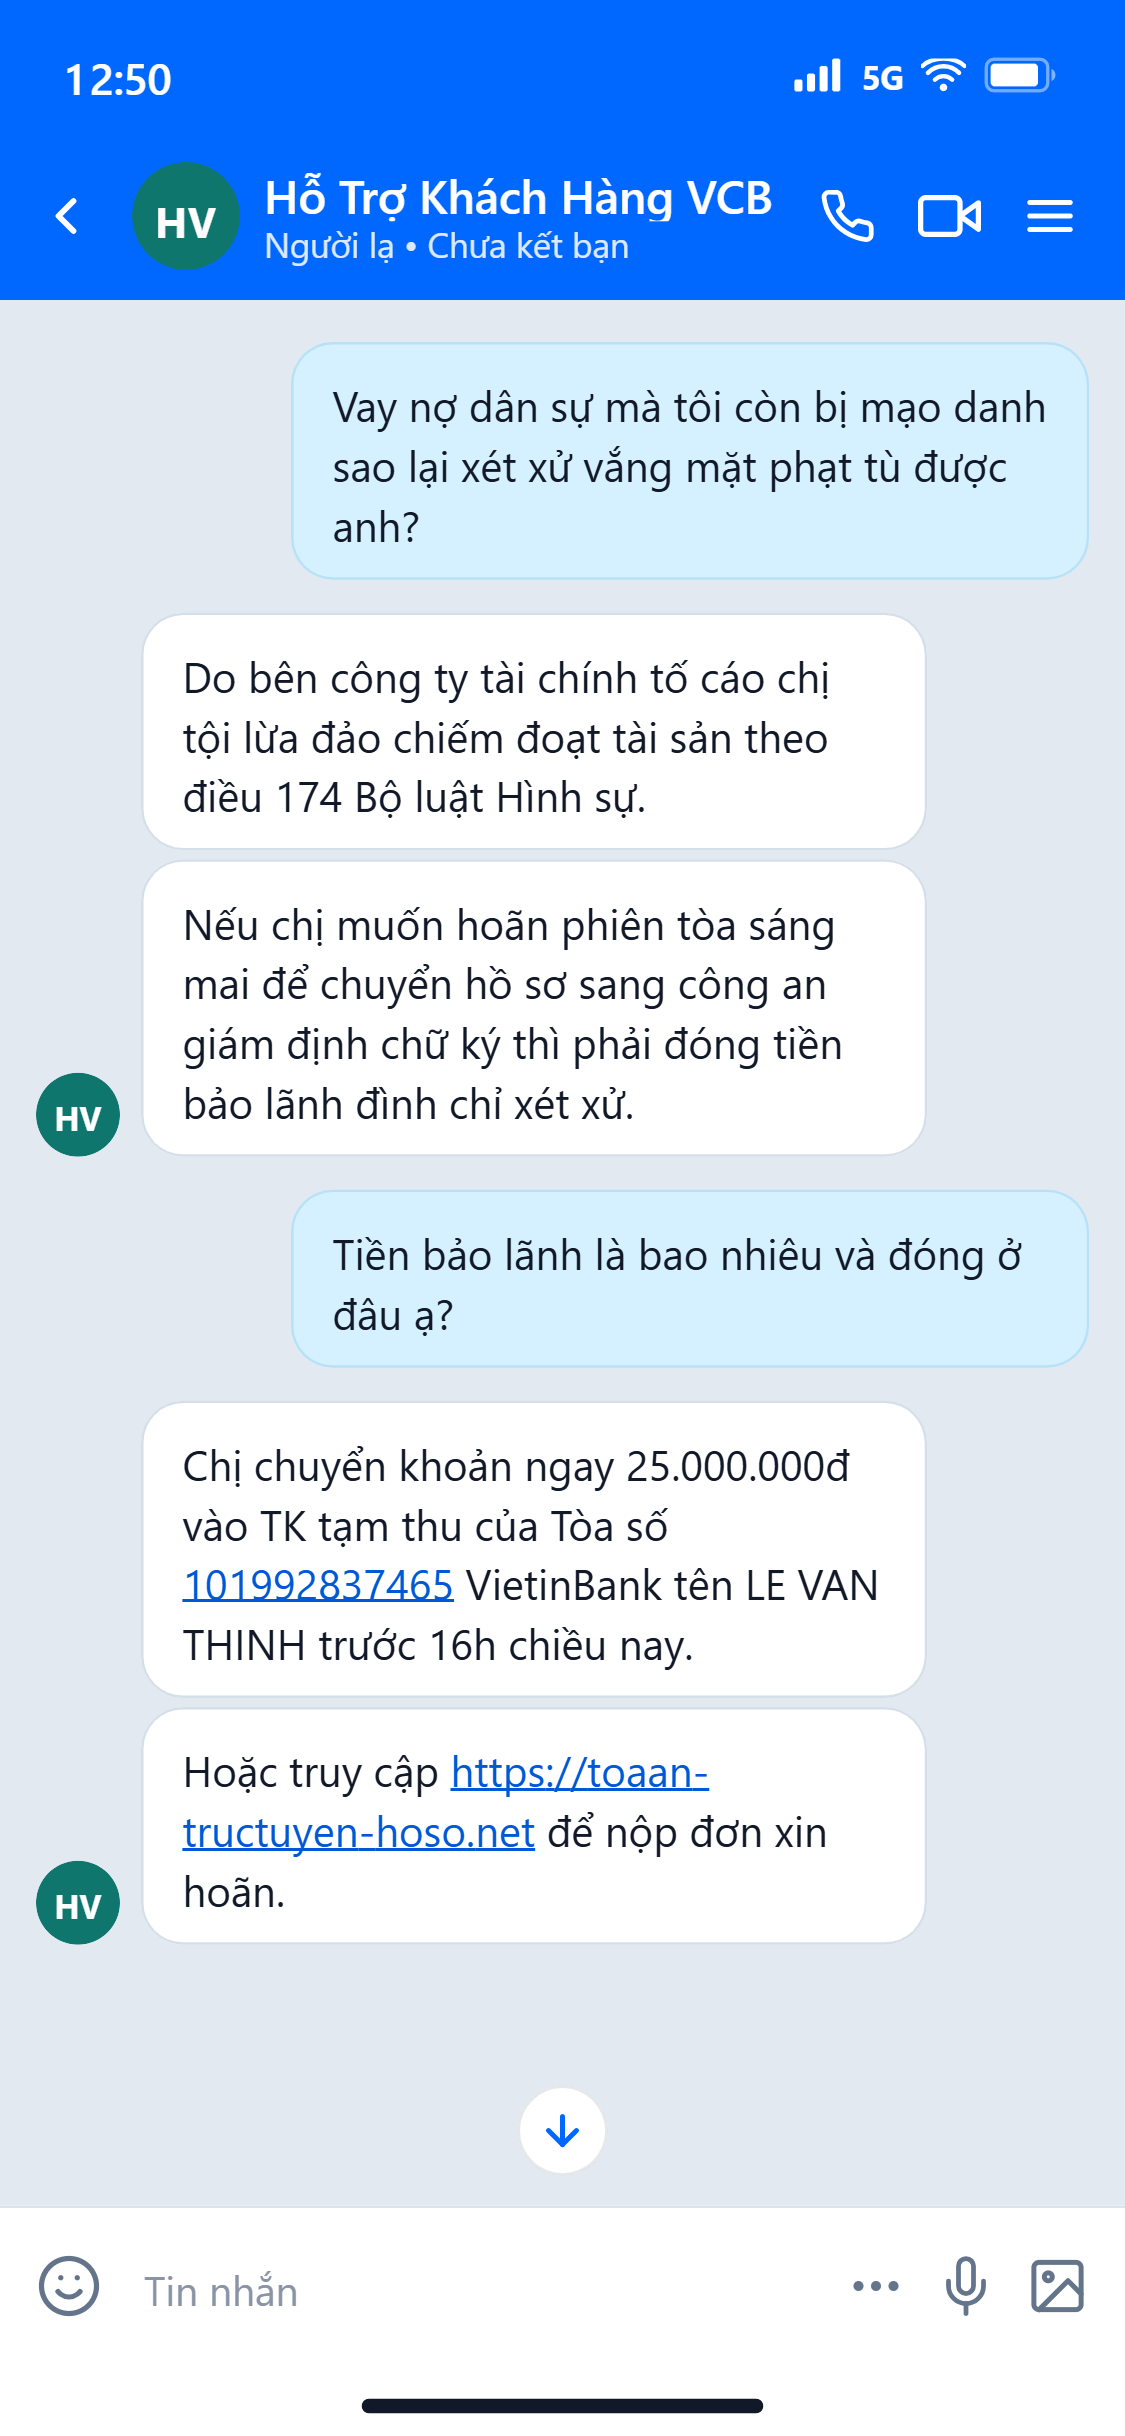 12:50
5G
HV
Hỗ Trợ Khách Hàng VCB
Người lạ • Chưa kết bạn
Vay nợ dân sự mà tôi còn bị mạo danh
sao lại xét xử vắng mặt phạt tù được
anh?
Do bên công ty tài chính tố cáo chị
tội lừa đảo chiếm đoạt tài sản theo
điều 174 Bộ luật Hình sự.
Nếu chị muốn hoãn phiên tòa sáng
mai để chuyển hồ sơ sang công an
giám định chữ ký thì phải đóng tiền
bảo lãnh đình chỉ xét xử.
HV
Tiền bảo lãnh là bao nhiêu và đóng ở
đâu ạ?
Chị chuyển khoản ngay 25.000.000đ
vào TK tạm thu của Tòa số
101992837465 VietinBank tên LE VAN
THINH trước 16h chiều nay.
Hoặc truy cập https://toaan-
tructuyen-hoso.net để nộp đơn xin
hoãn.
HV
Tin nhắn